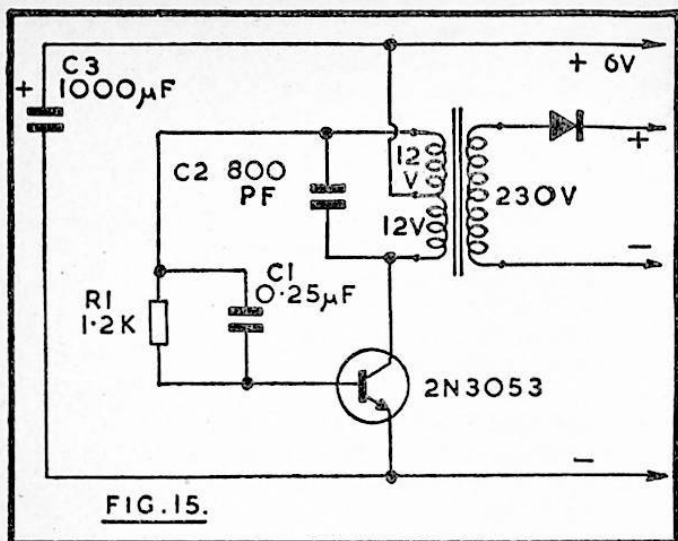 + 6V
C3
+ 1000µF
+
C2 800
PF
12
V
12V
230V
C1
0.25µF
R1
1.2K
2N3053
−
−
FIG.15.